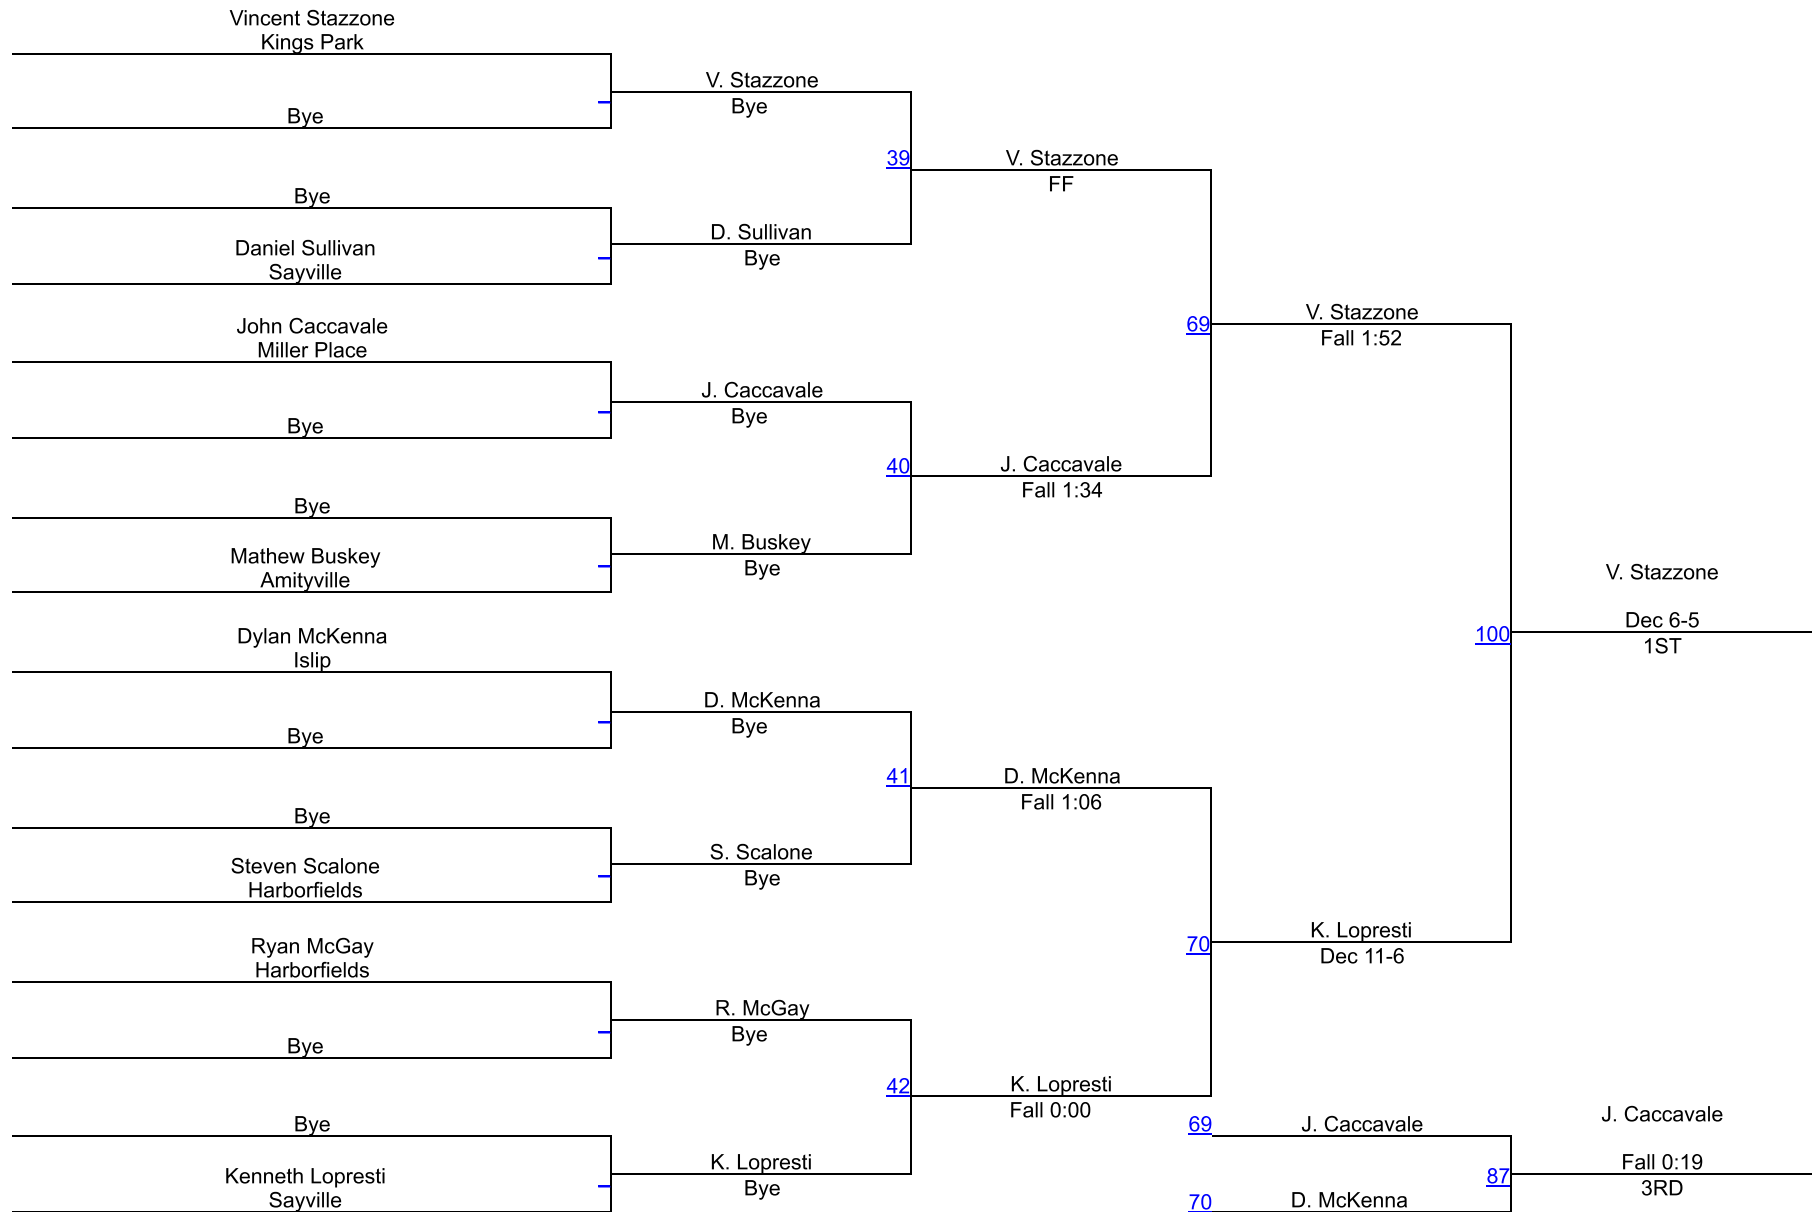 Vincent Stazzone
Kings Park
Bye
Bye
Daniel Sullivan
Sayville
John Caccavale
Miller Place
Bye
Bye
Mathew Buskey
Amityville
Dylan McKenna
Islip
Bye
Bye
Steven Scalone
Harborfields
Ryan McGay
Harborfields
Bye
Bye
Kenneth Lopresti
Sayville
V. Stazzone
Bye
D. Sullivan
Bye
J. Caccavale
Bye
M. Buskey
Bye
D. McKenna
Bye
S. Scalone
Bye
R. McGay
Bye
K. Lopresti
Bye
39
40
41
42
V. Stazzone
FF
J. Caccavale
Fall 1:34
D. McKenna
Fall 1:06
K. Lopresti
Fall 0:00
69
70
V. Stazzone
Fall 1:52
K. Lopresti
Dec 11-6
100
V. Stazzone
Dec 6-5
1ST
69
J. Caccavale
70
D. McKenna
87
J. Caccavale
Fall 0:19
3RD